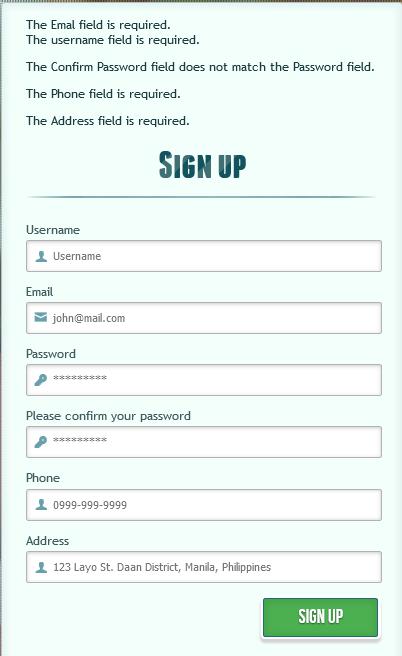 The Emal field is required.
The username field is required.
The Confirm Password field does not match the Password field.
The Phone field is required.
The Address field is required.
SIGN UP
Username
Username
Email
john@mail.com
Password
*********
Please confirm your password
*********
Phone
0999-999-9999
Address
123 Layo St. Daan District, Manila, Philippines
SIGN UP